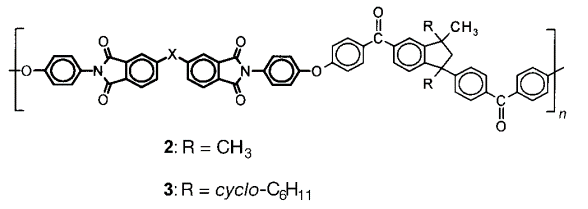 O R CH₃
O X O
O N N O
R
O O
n
O
2: R = CH₃
3: R = cyclo-C₆H₁₁